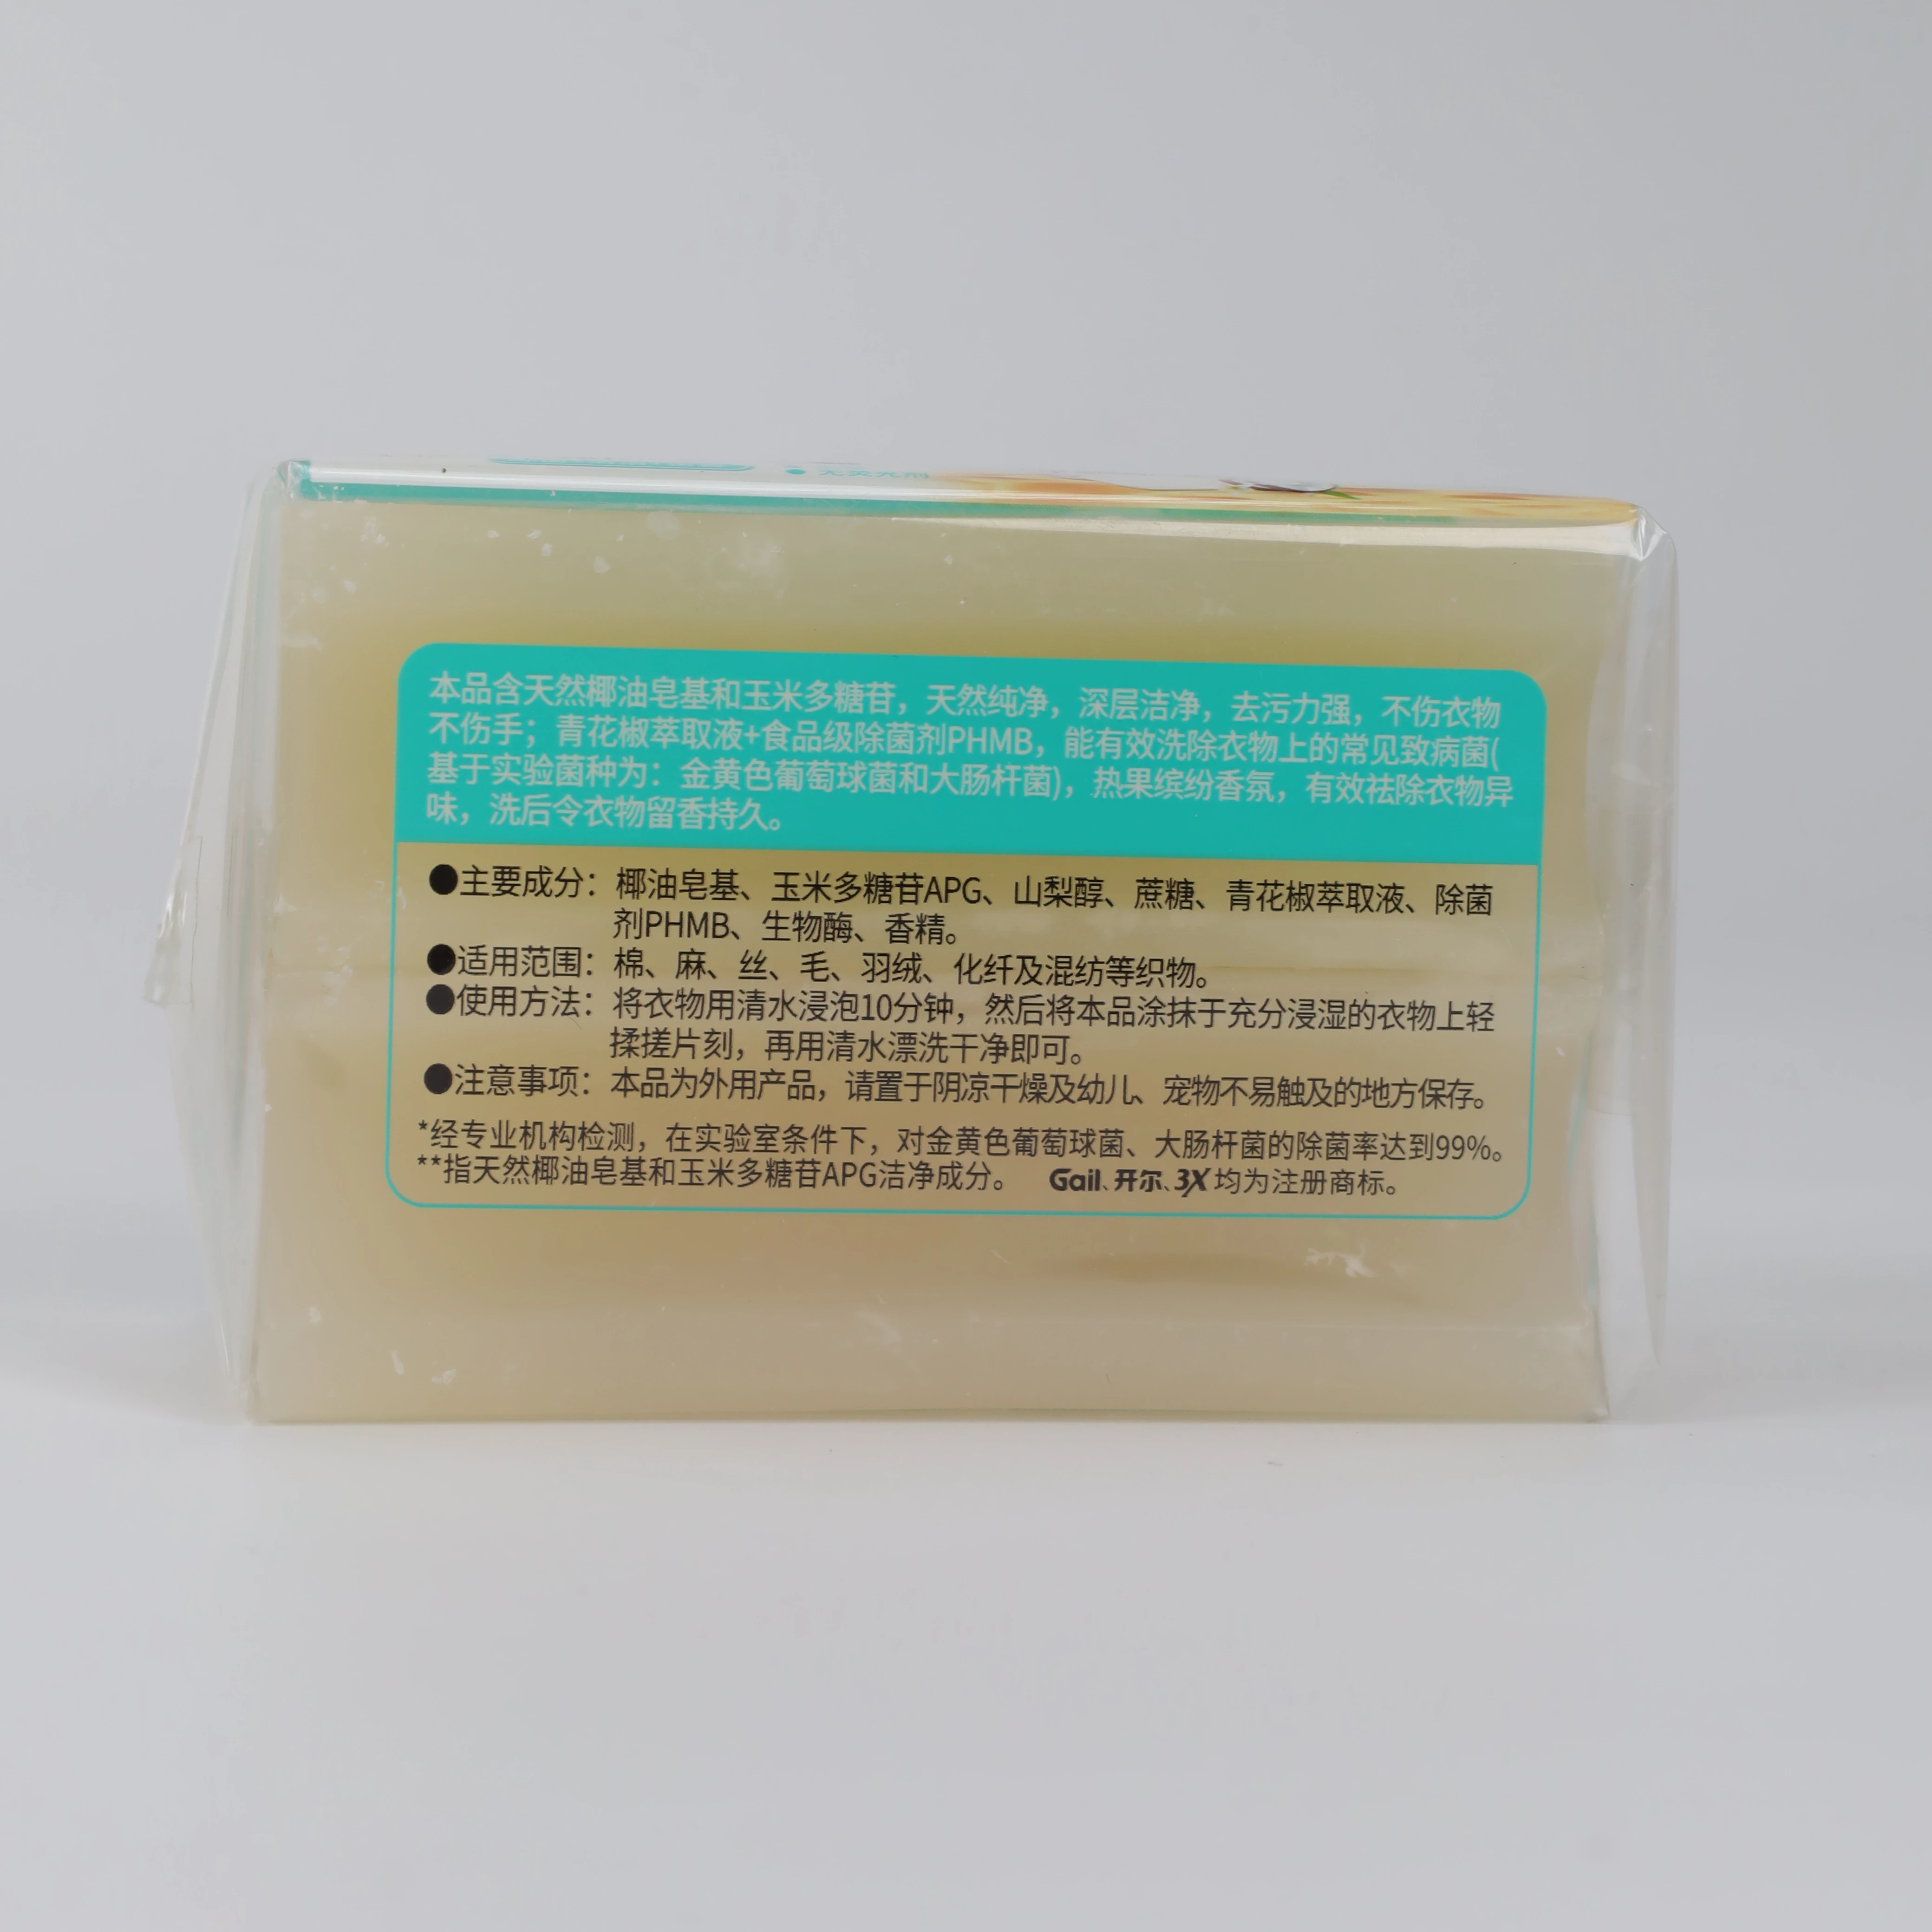 本品含天然椰油皂基和玉米多糖苷，天然纯净，深层洁净，去污力强，不伤衣物
不伤手；青花椒萃取液+食品级除菌剂PHMB，能有效洗除衣物上的常见致病菌(
基于实验菌种为：金黄色葡萄球菌和大肠杆菌)，热果缤纷香氛，有效祛除衣物异
味，洗后令衣物留香持久。
●主要成分：椰油皂基、玉米多糖苷APG、山梨醇、蔗糖、青花椒萃取液、除菌
剂PHMB、生物酶、香精。
●适用范围：棉、麻、丝、毛、羽绒、化纤及混纺等织物。
●使用方法：将衣物用清水浸泡10分钟，然后将本品涂抹于充分浸湿的衣物上轻
揉搓片刻，再用清水漂洗干净即可。
●注意事项：本品为外用产品，请置于阴凉干燥及幼儿、宠物不易触及的地方保存。
*经专业机构检测，在实验室条件下，对金黄色葡萄球菌、大肠杆菌的除菌率达到99%。
**指天然椰油皂基和玉米多糖苷APG洁净成分。 Gail、开尔、3X 均为注册商标。